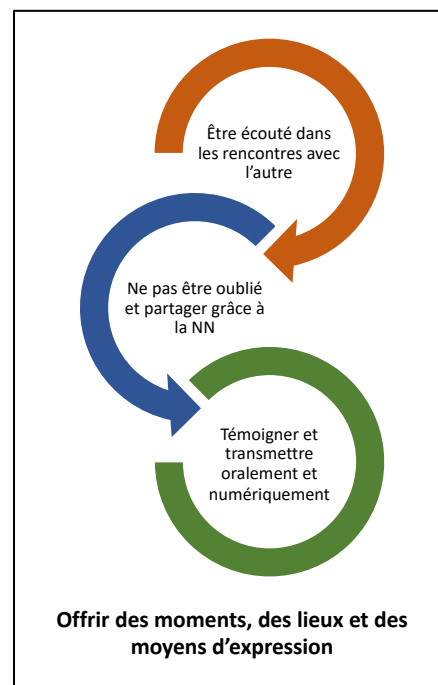 Être écouté dans
les rencontres avec
l’autre
Ne pas être oublié
et partager grâce à
la NN
Témoigner et
transmettre
oralement et
numériquement
Offrir des moments, des lieux et des
moyens d’expression